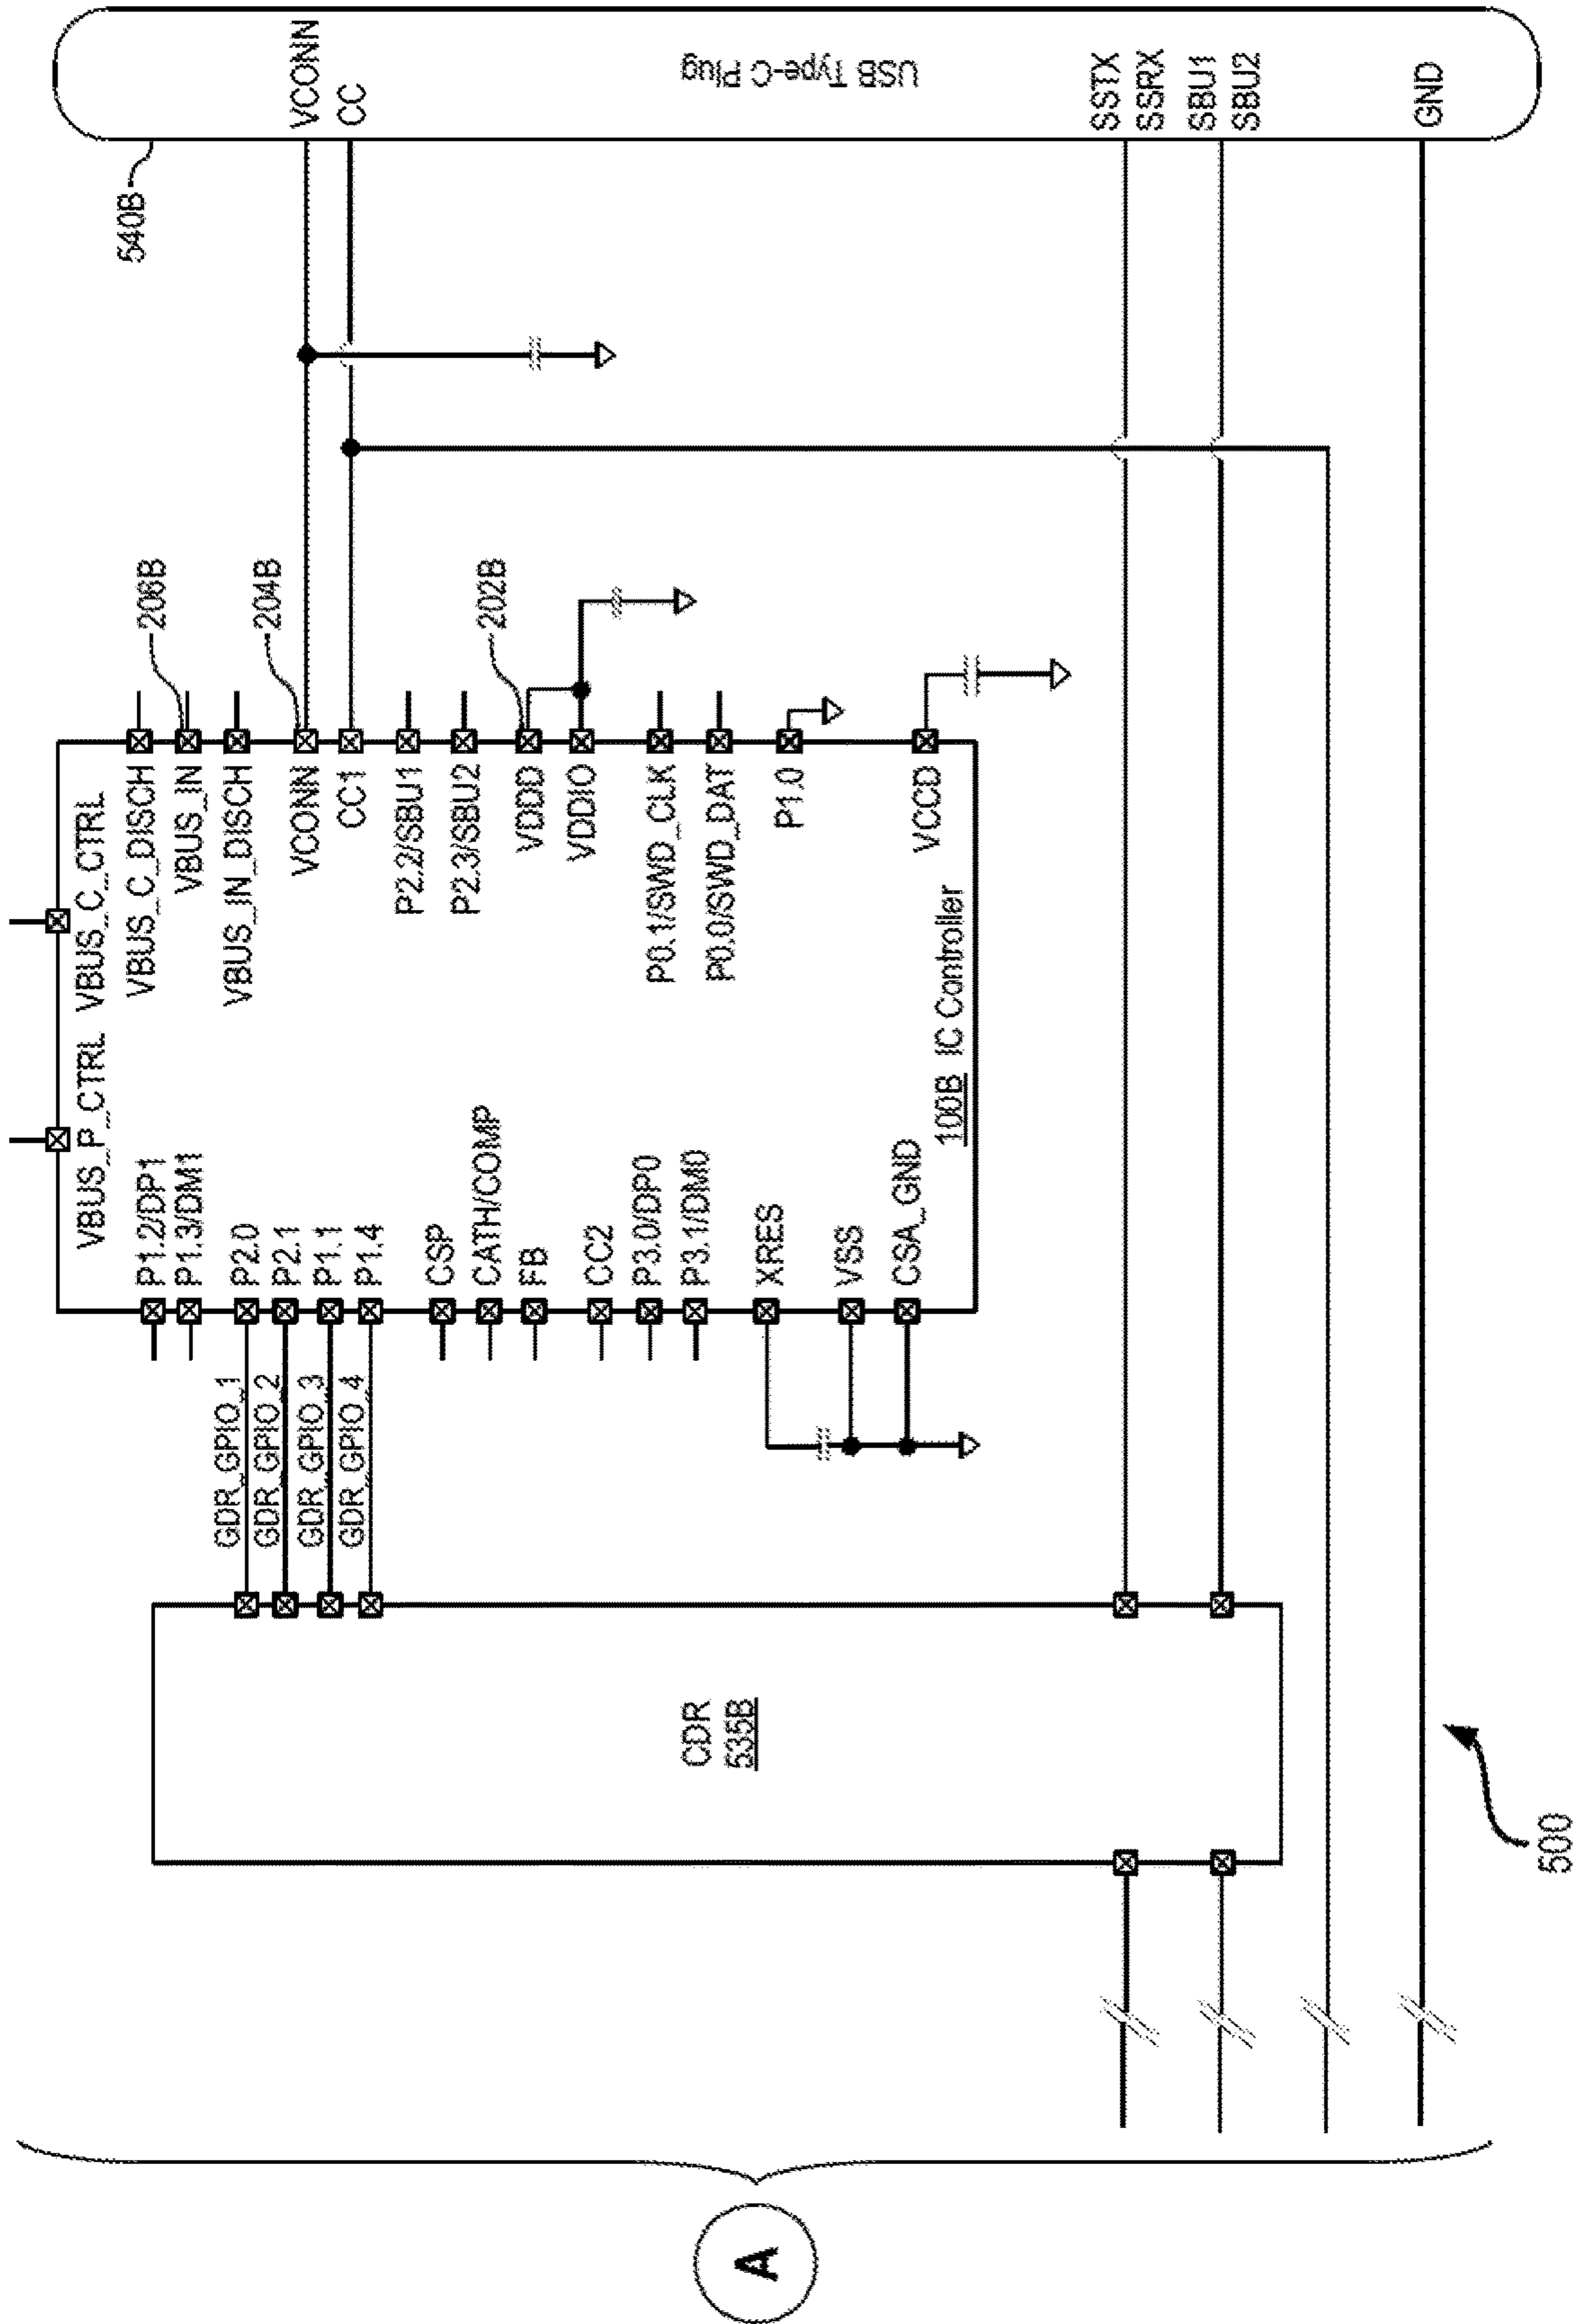 540B
VCONN
CC
USB Type-C Plug
SSTX
SSRX
SBU1
SBU2
GND
206B
204B
202B
VBUS_P_CTRL VBUS_C_CTRL
VBUS_C_DISCH
VBUS_IN
VBUS_IN_DISCH
VCONN
CC1
P2.2/SBU1
P2.3/SBU2
VDDD
VDDIO
P0.1/SWD_CLK
P0.0/SWD_DAT
P1.0
VCCD
P1.2/DP1
P1.3/DM1
P2.0
P2.1
P1.1
P1.4
CSP
CATH/COMP
FB
CC2
P3.0/DP0
P3.1/DM0
XRES
VSS
CSA_GND
100B IC Controller
GDR_GPIO_1
GDR_GPIO_2
GDR_GPIO_3
GDR_GPIO_4
CDR
535B
500
A